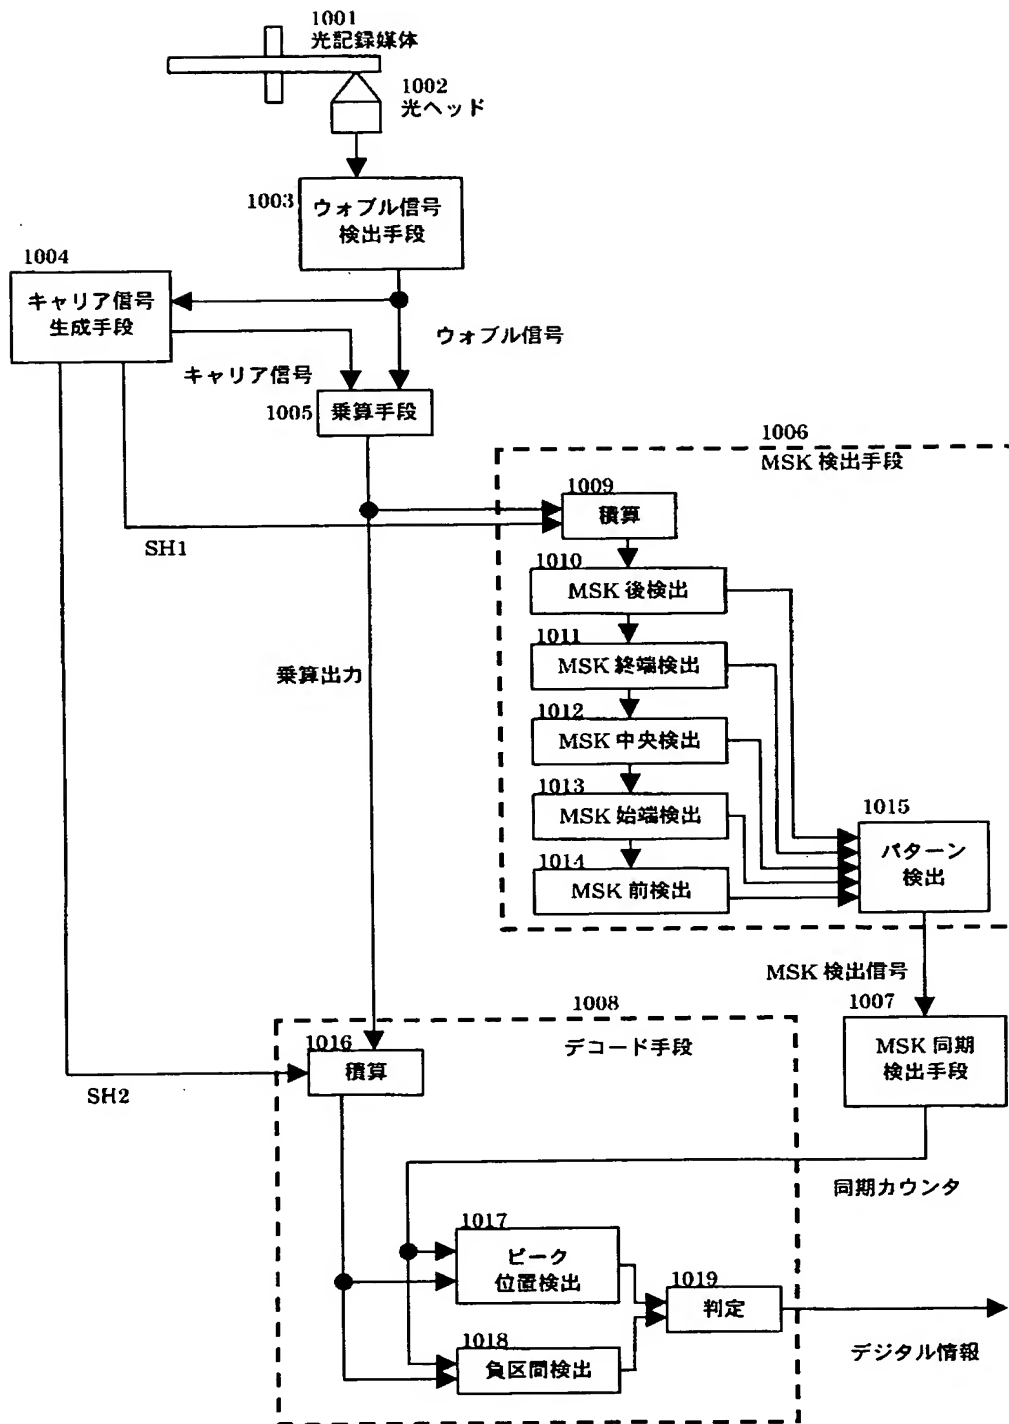 1001
光記録媒体
1002
光ヘッド
1003
ウォブル信号
検出手段
1004
キャリア信号
生成手段
ウォブル信号
キャリア信号
1005
乗算手段
1006
MSK 検出手段
1009
積算
SH1
1010
MSK 後検出
1011
MSK 終端検出
乗算出力
1012
MSK 中央検出
1013
MSK 始端検出
1015
パターン
検出
1014
MSK 前検出
MSK 検出信号
1007
MSK 同期
検出手段
1008
デコード手段
1016
積算
SH2
同期カウンタ
1017
ピーク
位置検出
1019
判定
1018
負区間検出
デジタル情報